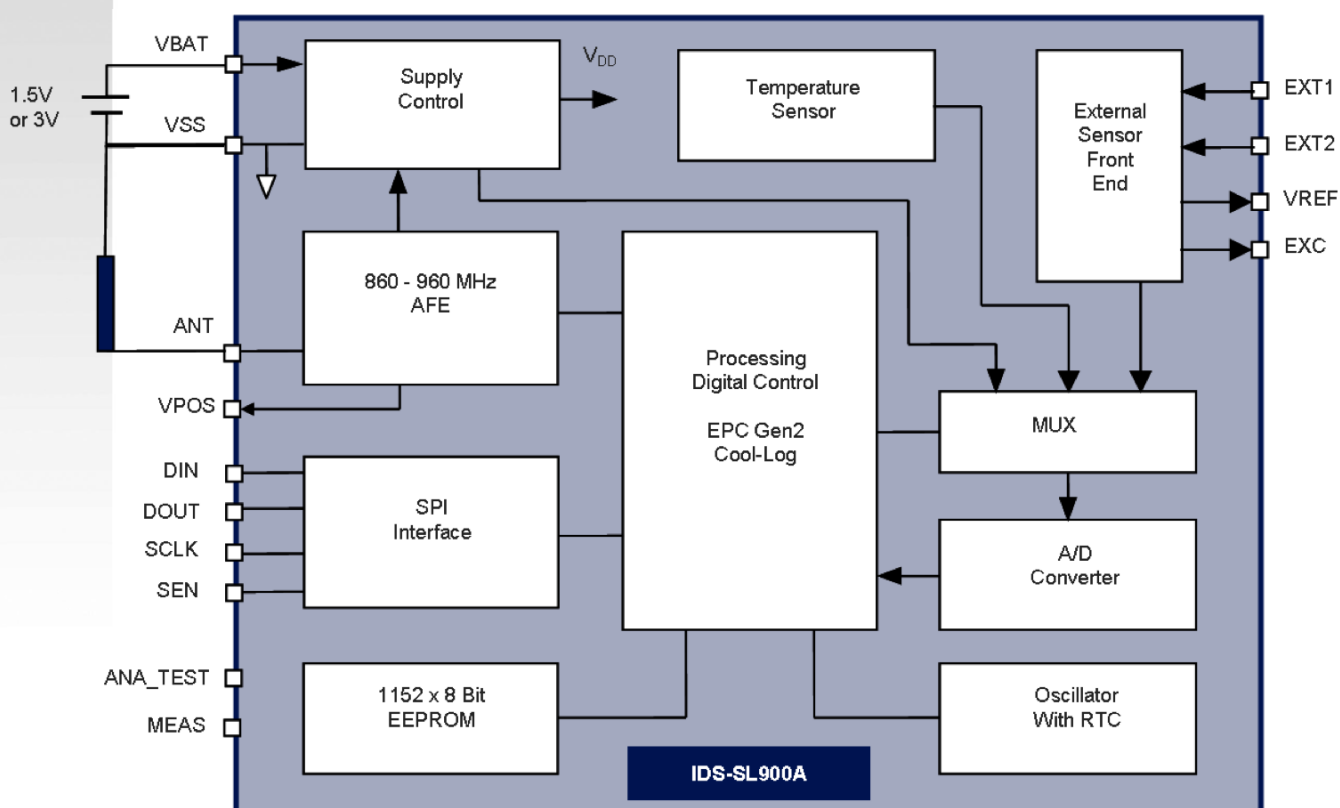 VBAT
1.5V
or 3V
VSS
Supply
Control
VDD
Temperature
Sensor
External
Sensor
Front
End
EXT1
EXT2
VREF
EXC
860 - 960 MHz
AFE
ANT
VPOS
Processing
Digital Control
EPC Gen2
Cool-Log
MUX
DIN
DOUT
SCLK
SEN
SPI
Interface
A/D
Converter
ANA_TEST
MEAS
1152 x 8 Bit
EEPROM
Oscillator
With RTC
IDS-SL900A